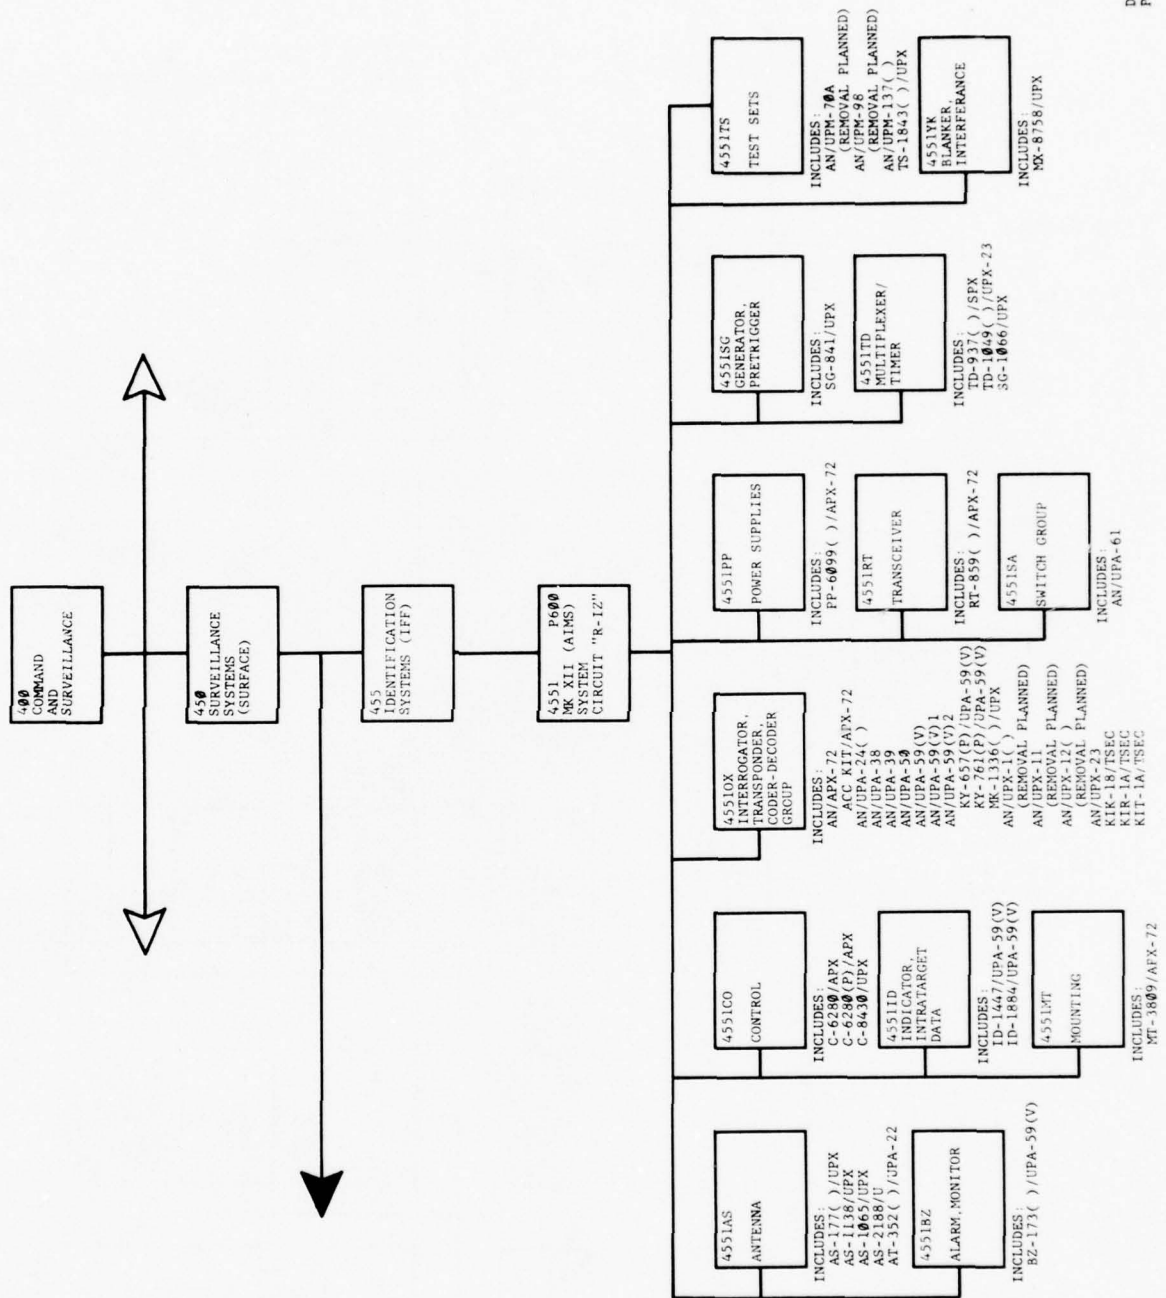 400
COMMAND
AND
SURVEILLANCE
450
SURVEILLANCE
SYSTEMS
(SURFACE)
455
IDENTIFICATION
SYSTEMS (IFF)
4551 P600
MK XII (AIMS)
SYSTEM
CIRCUIT "R-IZ"
4551AS
ANTENNA
INCLUDES:
AS-177( )/UPX
AS-1138/UPX
AS-1065/UPX
AS-2188/U
AT-352( )/UPA-22
4551BZ
ALARM,MONITOR
INCLUDES:
BZ-173( )/UPA-59(V)
4551CO
CONTROL
INCLUDES:
C-6280/APX
C-6280(P)/APX
C-8430/UPX
4551ID
INDICATOR,
INTRATARGET
DATA
INCLUDES:
ID-1447/UPA-59(V)
ID-1884/UPA-59(V)
4551MT
MOUNTING
INCLUDES:
MT-3809/APX-72
4551OX
INTERROGATOR,
TRANSPONDER,
CODER-DECODER
GROUP
INCLUDES:
AN/APX-72
ACC KIT/APX-72
AN/UPA-24( )
AN/UPA-38
AN/UPA-39
AN/UPA-50
AN/UPA-59(V)
AN/UPA-59(V)1
AN/UPA-59(V)2
KY-657(P)/UPA-59(V)
KY-761(P)/UPA-59(V)
MK-1336( )/UPX
AN/UPX-1( )
(REMOVAL PLANNED)
AN/UPX-11
(REMOVAL PLANNED)
AN/UPX-12( )
(REMOVAL PLANNED)
AN/UPX-23
KIK-18/TSEC
KIR-1A/TSEC
KIT-1A/TSEC
4551PP
POWER SUPPLIES
INCLUDES:
PP-6099( )/APX-72
4551RT
TRANSCEIVER
INCLUDES:
RT-859( )/APX-72
4551SA
SWITCH GROUP
INCLUDES:
AN/UPA-61
4551SG
GENERATOR,
PRETRIGGER
INCLUDES:
SG-841/UPX
4551TD
MULTIPLEXER/
TIMER
INCLUDES:
TD-937( )/SPX
TD-1049( )/UPX-23
SG-1066/UPX
4551TS
TEST SETS
INCLUDES:
AN/UPM-70A
(REMOVAL PLANNED)
AN/UPM-98
(REMOVAL PLANNED)
AN/UPM-137( )
TS-1843( )/UPX
4551YK
BLANKER,
INTERFERANCE
INCLUDES:
MX-8758/UPX